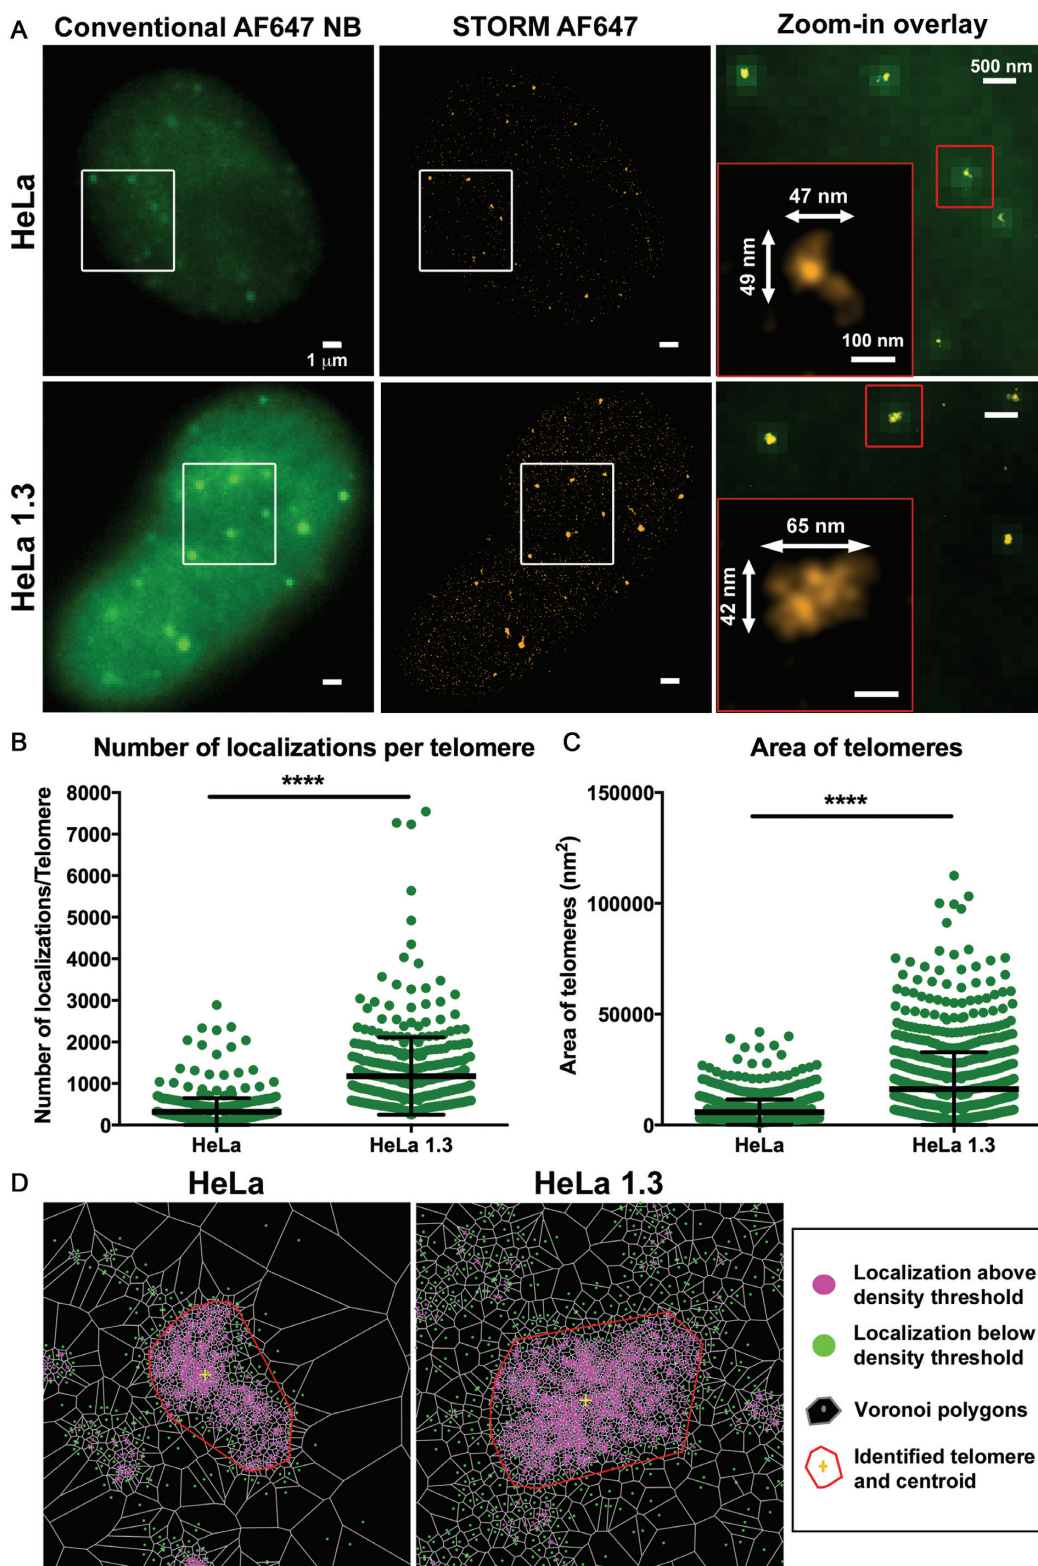 A
Conventional AF647 NB
STORM AF647
Zoom-in overlay
HeLa
1 μm
500 nm
47 nm
49 nm
100 nm
HeLa 1.3
65 nm
42 nm
B
Number of localizations per telomere
****
Number of localizations/Telomere
8000
7000
6000
5000
4000
3000
2000
1000
0
HeLa
HeLa 1.3
C
Area of telomeres
****
Area of telomeres (nm²)
150000
100000
50000
0
HeLa
HeLa 1.3
D
HeLa
HeLa 1.3
Localization above
density threshold
Localization below
density threshold
Voronoi polygons
Identified telomere
and centroid